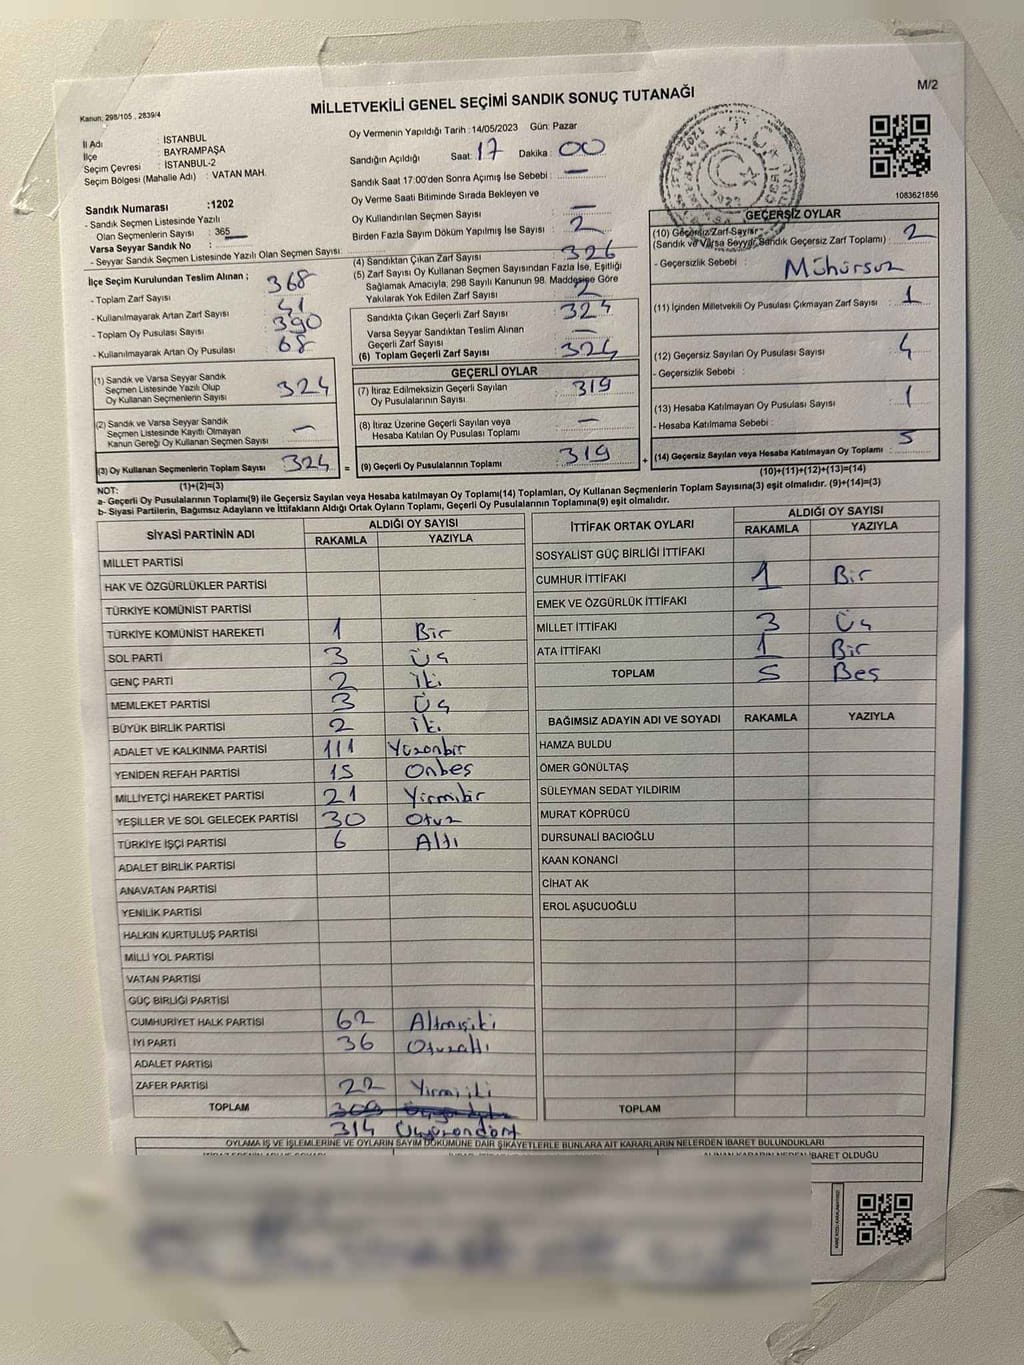 M/2
Kanun: 298/105 , 2839/4
MİLLETVEKİLİ GENEL SEÇİMİ SANDIK SONUÇ TUTANAĞI
İl Adı : İSTANBUL
İlçe : BAYRAMPAŞA
Seçim Çevresi : İSTANBUL-2
Seçim Bölgesi (Mahalle Adı) : VATAN MAH.
Sandık Numarası :1202
- Sandık Seçmen Listesinde Yazılı
Olan Seçmenlerin Sayısı : 365
Varsa Seyyar Sandık No :
- Seyyar Sandık Seçmen Listesinde Yazılı Olan Seçmen Sayısı:
İlçe Seçim Kurulundan Teslim Alınan ;
- Toplam Zarf Sayısı : 368
- Kullanılmayarak Artan Zarf Sayısı : 41
- Toplam Oy Pusulası Sayısı : 390
- Kullanılmayarak Artan Oy Pusulası : 68
(1) Sandık ve Varsa Seyyar Sandık
Seçmen Listesinde Yazılı Olup
Oy Kullanan Seçmenlerin Sayısı : 324
(2) Sandık ve Varsa Seyyar Sandık
Seçmen Listesinde Kayıtlı Olmayan
Kanun Gereği Oy Kullanan Seçmen Sayısı : —
(3) Oy Kullanan Seçmenlerin Toplam Sayısı : 324
(1)+(2)=(3)
Oy Vermenin Yapıldığı Tarih : 14/05/2023 Gün: Pazar
Sandığın Açıldığı Saat: 17 Dakika : 00
Sandık Saat 17:00'den Sonra Açımış İse Sebebi : —
Oy Verme Saati Bitiminde Sırada Bekleyen ve
Oy Kullandırılan Seçmen Sayısı : —
Birden Fazla Sayım Döküm Yapılmış İse Sayısı : 2
(4) Sandıktan Çıkan Zarf Sayısı : 326
(5) Zarf Sayısı Oy Kullanan Seçmen Sayısından Fazla İse, Eşitliği
Sağlamak Amacıyla, 298 Sayılı Kanunun 98. Maddesine Göre
Yakılarak Yok Edilen Zarf Sayısı : 2
Sandıkta Çıkan Geçerli Zarf Sayısı : 324
Varsa Seyyar Sandıktan Teslim Alınan
Geçerli Zarf Sayısı : —
(6) Toplam Geçerli Zarf Sayısı : 324
GEÇERLİ OYLAR
(7) İtiraz Edilmeksizin Geçerli Sayılan
Oy Pusulalarının Sayısı : 319
(8) İtiraz Üzerine Geçerli Sayılan veya
Hesaba Katılan Oy Pusulası Toplamı : —
= (9) Geçerli Oy Pusulalarının Toplamı : 319 +
1083621856
GEÇERSİZ OYLAR
(10) Geçersiz Zarf Sayısı
(Sandık ve Varsa Seyyar Sandık Geçersiz Zarf Toplamı) : 2
- Geçersizlik Sebebi : Mühürsüz
(11) İçinden Milletvekili Oy Pusulası Çıkmayan Zarf Sayısı : 1
(12) Geçersiz Sayılan Oy Pusulası Sayısı : 4
- Geçersizlik Sebebi :
(13) Hesaba Katılmayan Oy Pusulası Sayısı : 1
- Hesaba Katılmama Sebebi :
(14) Geçersiz Sayılan veya Hesaba Katılmayan Oy Toplamı : 5
(10)+(11)+(12)+(13)=(14)
NOT:
a- Geçerli Oy Pusulalarının Toplamı(9) ile Geçersiz Sayılan veya Hesaba katılmayan Oy Toplamı(14) Toplamları, Oy Kullanan Seçmenlerin Toplam Sayısına(3) eşit olmalıdır. (9)+(14)=(3)
b- Siyasi Partilerin, Bağımsız Adayların ve İttifakların Aldığı Ortak Oyların Toplamı, Geçerli Oy Pusulalarının Toplamına(9) eşit olmalıdır.
SİYASİ PARTİNİN ADI ALDIĞI OY SAYISI
RAKAMLA YAZIYLA
MİLLET PARTİSİ
HAK VE ÖZGÜRLÜKLER PARTİSİ
TÜRKİYE KOMÜNİST PARTİSİ
TÜRKİYE KOMÜNİST HAREKETİ 1 Bir
SOL PARTİ 3 Üç
GENÇ PARTİ 2 İki
MEMLEKET PARTİSİ 3 Üç
BÜYÜK BİRLİK PARTİSİ 2 İki
ADALET VE KALKINMA PARTİSİ 111 Yüzonbir
YENİDEN REFAH PARTİSİ 15 Onbeş
MİLLİYETÇİ HAREKET PARTİSİ 21 Yirmibir
YEŞİLLER VE SOL GELECEK PARTİSİ 30 Otuz
TÜRKİYE İŞÇİ PARTİSİ 6 Altı
ADALET BİRLİK PARTİSİ
ANAVATAN PARTİSİ
YENİLİK PARTİSİ
HALKIN KURTULUŞ PARTİSİ
MİLLİ YOL PARTİSİ
VATAN PARTİSİ
GÜÇ BİRLİĞİ PARTİSİ
CUMHURİYET HALK PARTİSİ 62 Altmışiki
İYİ PARTİ 36 Otuzaltı
ADALET PARTİSİ
ZAFER PARTİSİ 22 Yirmiiki
TOPLAM
314 Üçyüzondört
İTTİFAK ORTAK OYLARI ALDIĞI OY SAYISI
RAKAMLA YAZIYLA
SOSYALİST GÜÇ BİRLİĞİ İTTİFAKI
CUMHUR İTTİFAKI 1 Bir
EMEK VE ÖZGÜRLÜK İTTİFAKI
MİLLET İTTİFAKI 3 Üç
ATA İTTİFAKI 1 Bir
TOPLAM 5 Beş
BAĞIMSIZ ADAYIN ADI VE SOYADI RAKAMLA YAZIYLA
HAMZA BULDU
ÖMER GÖNÜLTAŞ
SÜLEYMAN SEDAT YILDIRIM
MURAT KÖPRÜCÜ
DURSUNALİ BACIOĞLU
KAAN KONANCİ
CİHAT AK
EROL AŞUCUOĞLU
TOPLAM
OYLAMA İŞ VE İŞLEMLERİNE VE OYLARIN SAYIM DÖKÜMÜNE DAİR ŞİKAYETLERLE BUNLARA AİT KARARLARIN NELERDEN İBARET BULUNDUKLARI
ALINAN KARARIN NEDEN İBARET OLDUĞU